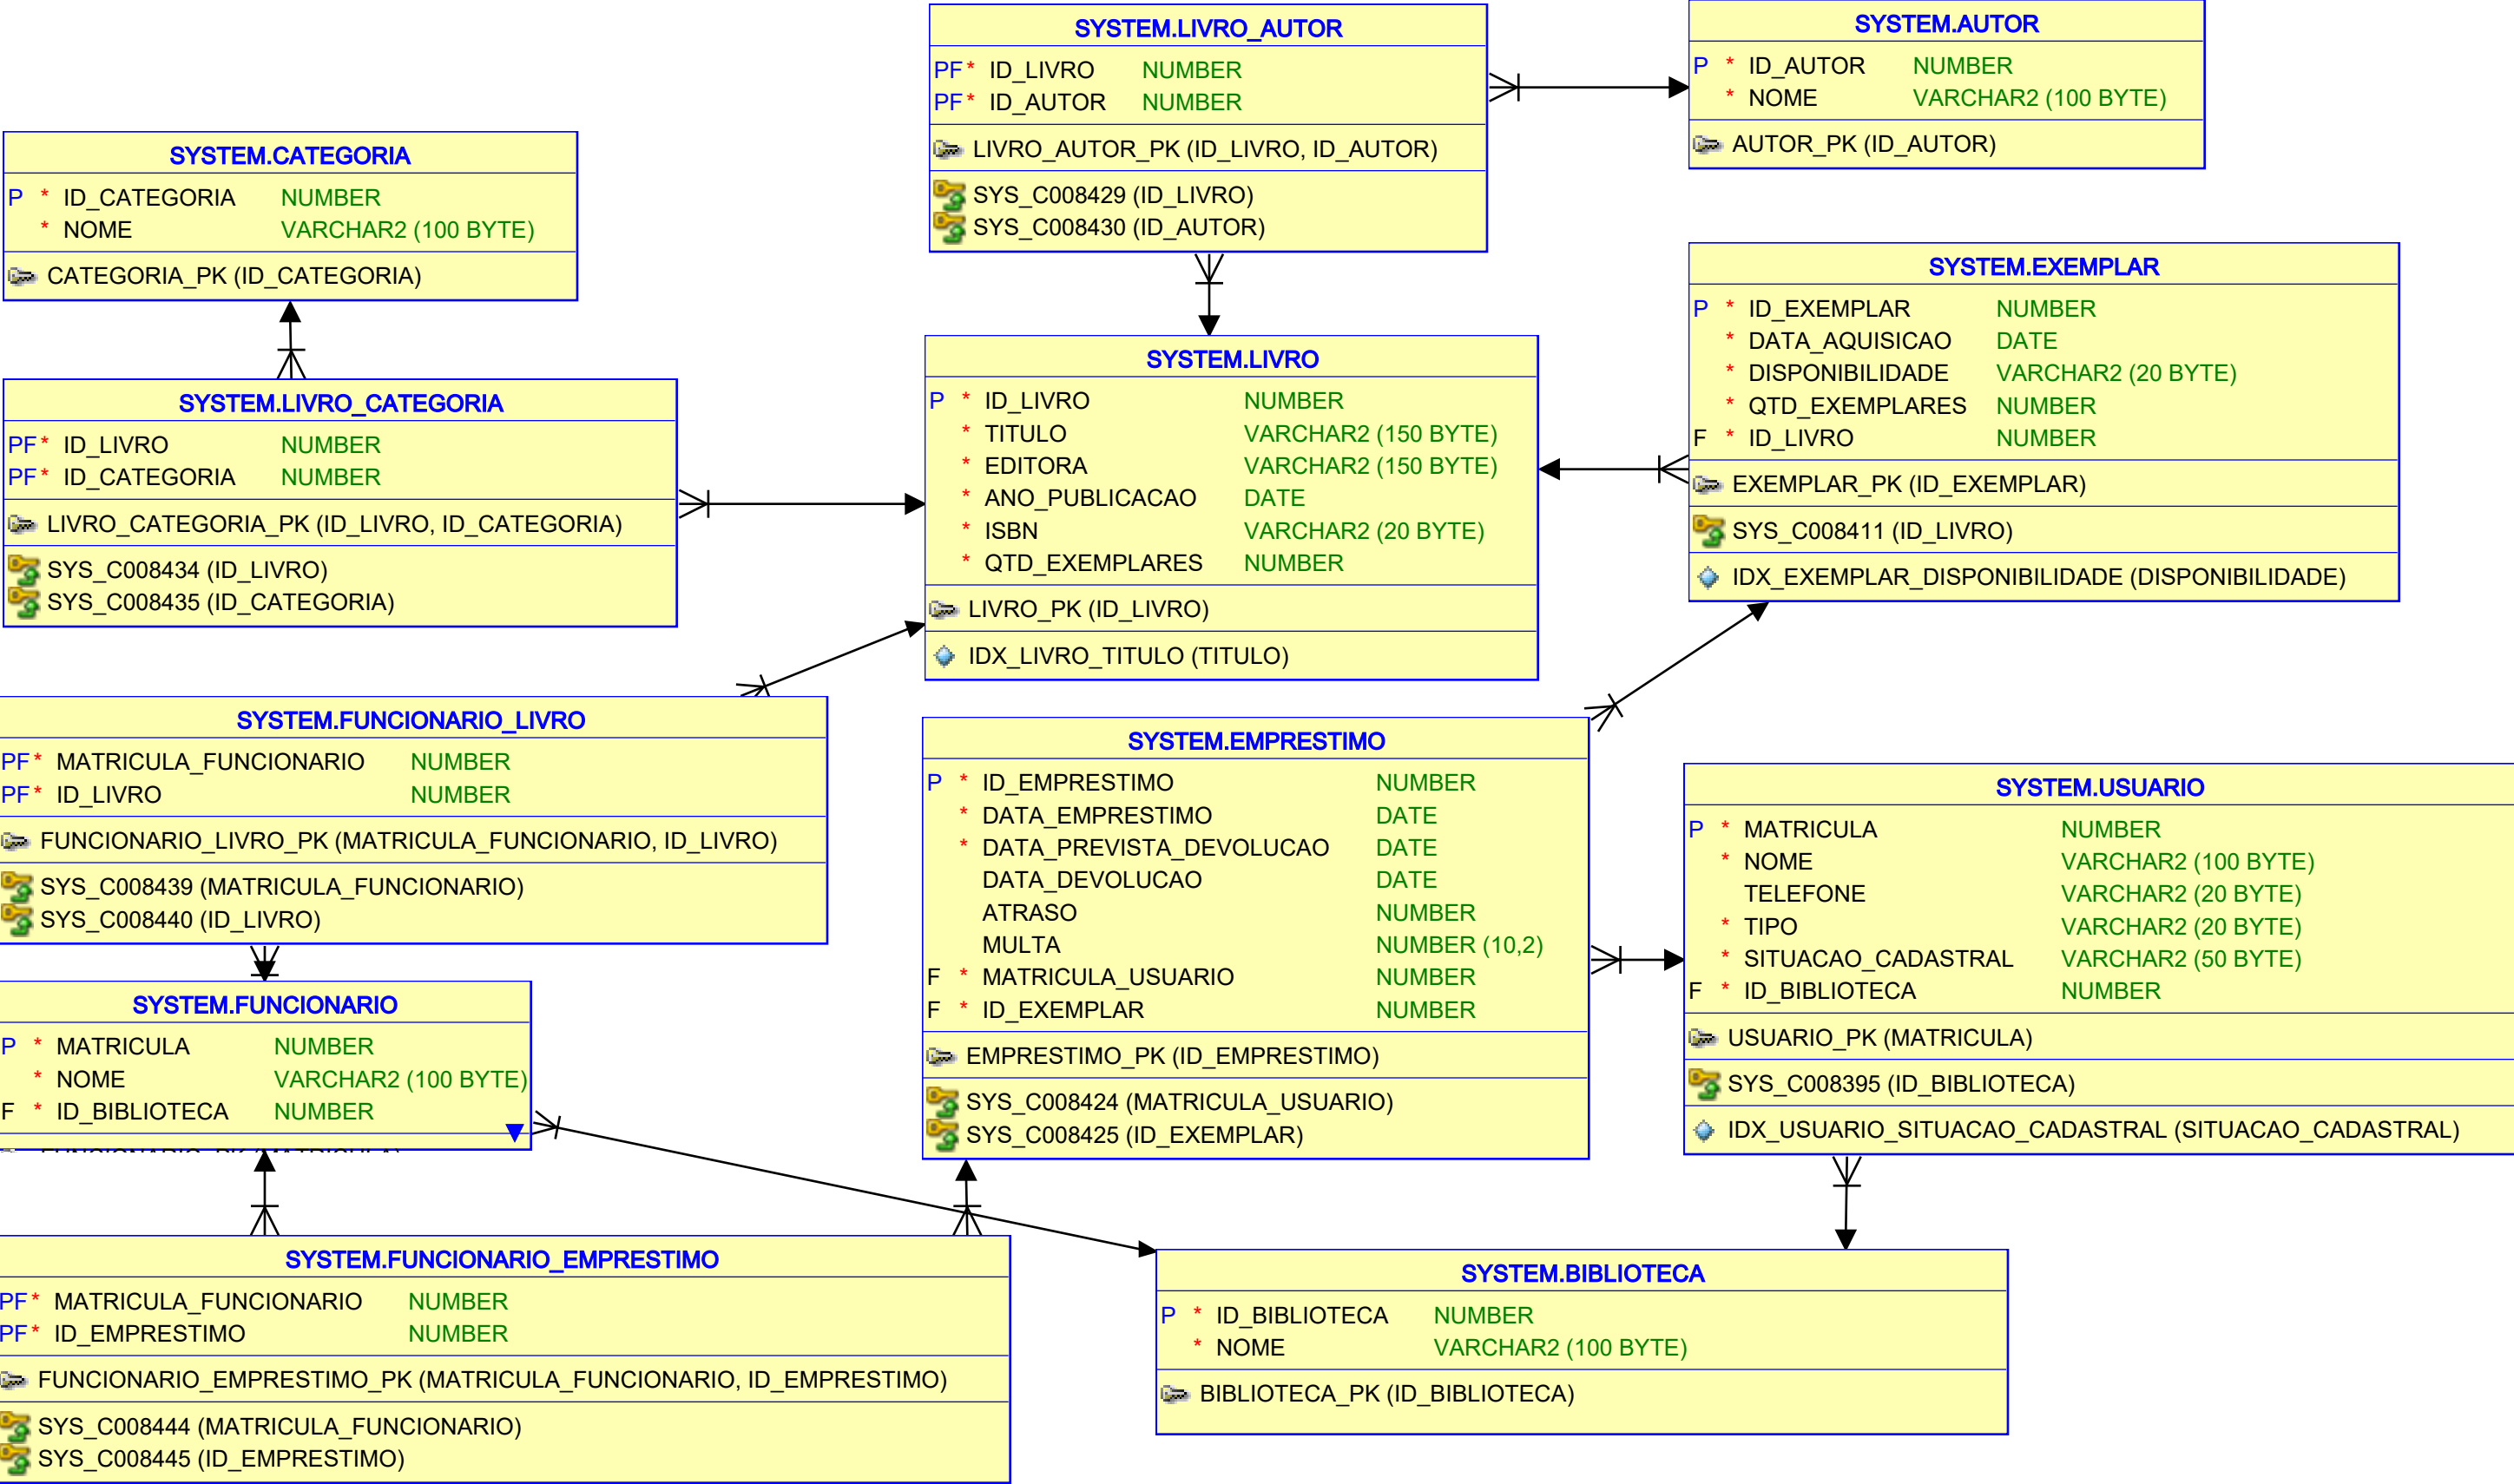 SYSTEM.LIVRO_AUTOR
PF* ID_LIVRO NUMBER
PF* ID_AUTOR NUMBER
LIVRO_AUTOR_PK (ID_LIVRO, ID_AUTOR)
SYS_C008429 (ID_LIVRO)
SYS_C008430 (ID_AUTOR)
SYSTEM.AUTOR
P * ID_AUTOR NUMBER
* NOME VARCHAR2 (100 BYTE)
AUTOR_PK (ID_AUTOR)
SYSTEM.CATEGORIA
P * ID_CATEGORIA NUMBER
* NOME VARCHAR2 (100 BYTE)
CATEGORIA_PK (ID_CATEGORIA)
SYSTEM.EXEMPLAR
P * ID_EXEMPLAR NUMBER
* DATA_AQUISICAO DATE
* DISPONIBILIDADE VARCHAR2 (20 BYTE)
* QTD_EXEMPLARES NUMBER
F * ID_LIVRO NUMBER
EXEMPLAR_PK (ID_EXEMPLAR)
SYS_C008411 (ID_LIVRO)
IDX_EXEMPLAR_DISPONIBILIDADE (DISPONIBILIDADE)
SYSTEM.LIVRO_CATEGORIA
PF* ID_LIVRO NUMBER
PF* ID_CATEGORIA NUMBER
LIVRO_CATEGORIA_PK (ID_LIVRO, ID_CATEGORIA)
SYS_C008434 (ID_LIVRO)
SYS_C008435 (ID_CATEGORIA)
SYSTEM.LIVRO
P * ID_LIVRO NUMBER
* TITULO VARCHAR2 (150 BYTE)
* EDITORA VARCHAR2 (150 BYTE)
* ANO_PUBLICACAO DATE
* ISBN VARCHAR2 (20 BYTE)
* QTD_EXEMPLARES NUMBER
LIVRO_PK (ID_LIVRO)
IDX_LIVRO_TITULO (TITULO)
SYSTEM.FUNCIONARIO_LIVRO
PF* MATRICULA_FUNCIONARIO NUMBER
PF* ID_LIVRO NUMBER
FUNCIONARIO_LIVRO_PK (MATRICULA_FUNCIONARIO, ID_LIVRO)
SYS_C008439 (MATRICULA_FUNCIONARIO)
SYS_C008440 (ID_LIVRO)
SYSTEM.EMPRESTIMO
P * ID_EMPRESTIMO NUMBER
* DATA_EMPRESTIMO DATE
* DATA_PREVISTA_DEVOLUCAO DATE
DATA_DEVOLUCAO DATE
ATRASO NUMBER
MULTA NUMBER (10,2)
F * MATRICULA_USUARIO NUMBER
F * ID_EXEMPLAR NUMBER
EMPRESTIMO_PK (ID_EMPRESTIMO)
SYS_C008424 (MATRICULA_USUARIO)
SYS_C008425 (ID_EXEMPLAR)
SYSTEM.USUARIO
P * MATRICULA NUMBER
* NOME VARCHAR2 (100 BYTE)
TELEFONE VARCHAR2 (20 BYTE)
* TIPO VARCHAR2 (20 BYTE)
* SITUACAO_CADASTRAL VARCHAR2 (50 BYTE)
F * ID_BIBLIOTECA NUMBER
USUARIO_PK (MATRICULA)
SYS_C008395 (ID_BIBLIOTECA)
IDX_USUARIO_SITUACAO_CADASTRAL (SITUACAO_CADASTRAL)
SYSTEM.FUNCIONARIO
P * MATRICULA NUMBER
* NOME VARCHAR2 (100 BYTE)
F * ID_BIBLIOTECA NUMBER
SYSTEM.FUNCIONARIO_EMPRESTIMO
PF* MATRICULA_FUNCIONARIO NUMBER
PF* ID_EMPRESTIMO NUMBER
FUNCIONARIO_EMPRESTIMO_PK (MATRICULA_FUNCIONARIO, ID_EMPRESTIMO)
SYS_C008444 (MATRICULA_FUNCIONARIO)
SYS_C008445 (ID_EMPRESTIMO)
SYSTEM.BIBLIOTECA
P * ID_BIBLIOTECA NUMBER
* NOME VARCHAR2 (100 BYTE)
BIBLIOTECA_PK (ID_BIBLIOTECA)